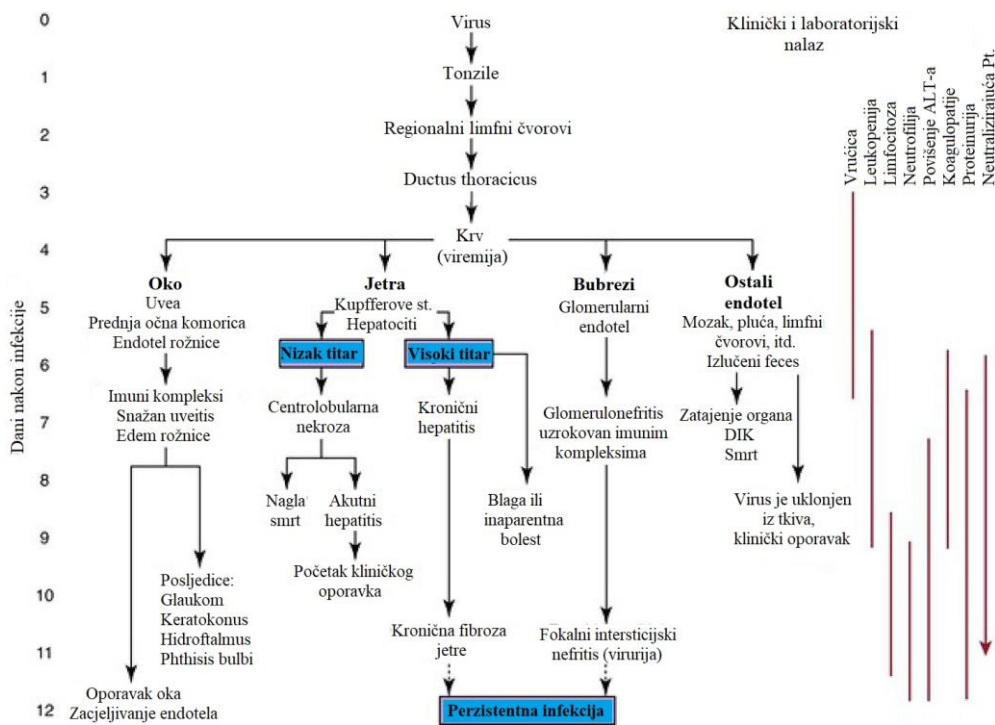 0
1
2
3
4
5
6
7
8
9
10
11
12
Dani nakon infekcije
Virus
Tonzile
Regionalni limfni čvorovi
Ductus thoracicus
Krv
(viremija)
Oko
Uvea
Prednja očna komorica
Endotel rožnice
Imuni kompleksi
Snažan uveitis
Edem rožnice
Posljedice:
Glaukom
Keratokonus
Hidroftalmus
Phthisis bulbi
Oporavak oka
Zacjeljivanje endotela
Jetra
Kupfferove st.
Hepatociti
Nizak titar
Visoki titar
Centrolobularna
nekroza
Nagla
smrt
Akutni
hepatitis
Početak kliničkog
oporavka
Kronični
hepatitis
Blaga ili
inaparentna
bolest
Kronična fibroza
jetre
Bubrezi
Glomerularni
endotel
Glomerulonefritis
uzrokovan imunim
kompleksima
Fokalni intersticijski
nefritis (virurija)
Perzistentna infekcija
Ostali
endotel
Mozak, pluća, limfni
čvorovi, itd.
Izlučeni feces
Zatajenje organa
DIK
Smrt
Virus je uklonjen
iz tkiva,
klinički oporavak
Klinički i laboratorijski
nalaz
Vrućica
Leukopenija
Limfocitoza
Neutrofilija
Povišenje ALT-a
Koagulopatije
Proteinurija
Neutralizirajuća Pt.